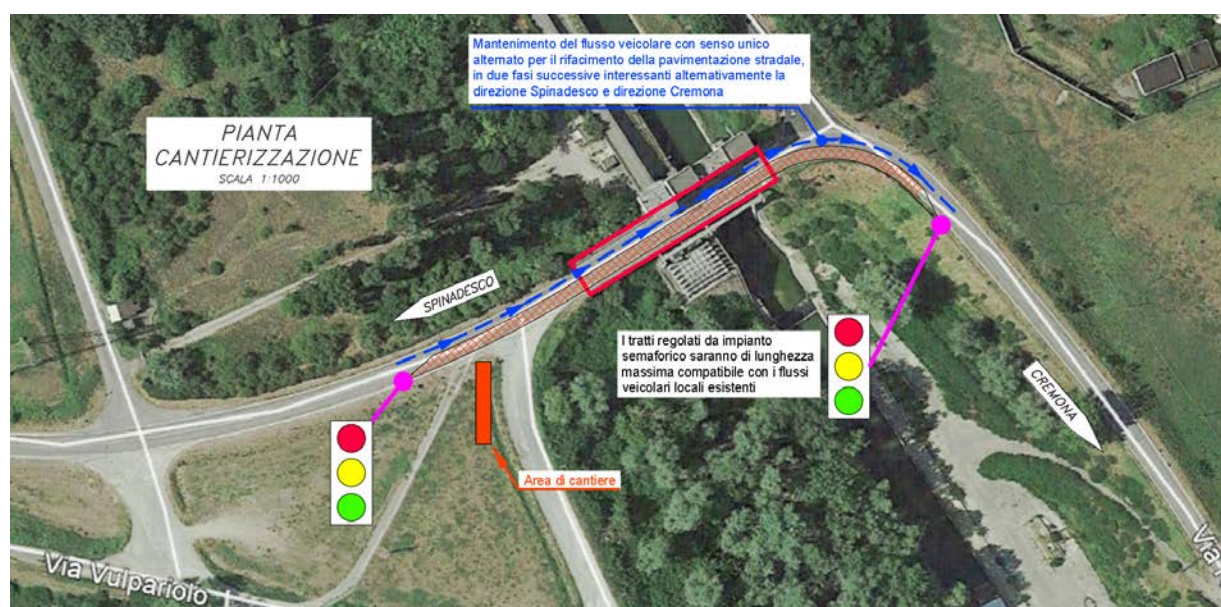 Mantenimento del flusso veicolare con senso unico
alternato per il rifacimento della pavimentazione stradale,
in due fasi successive interessanti alternativamente la
direzione Spinadesco e direzione Cremona
PIANTA
CANTIERIZZAZIONE
SCALA 1:1000
SPINADESCO
I tratti regolati da impianto
semaforico saranno di lunghezza
massima compatibile con i flussi
veicolari locali esistenti
CREMONA
Area di cantiere
Via Vulpariolo
Via